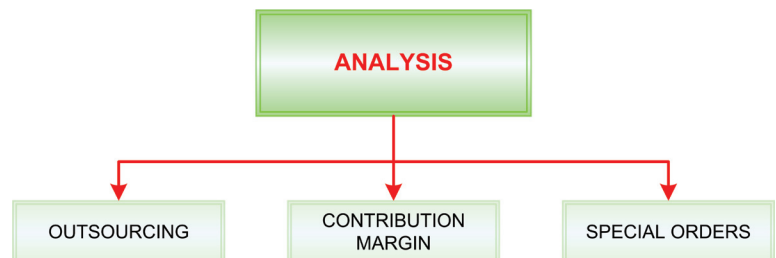 ANALYSIS
OUTSOURCING
CONTRIBUTION
MARGIN
SPECIAL ORDERS